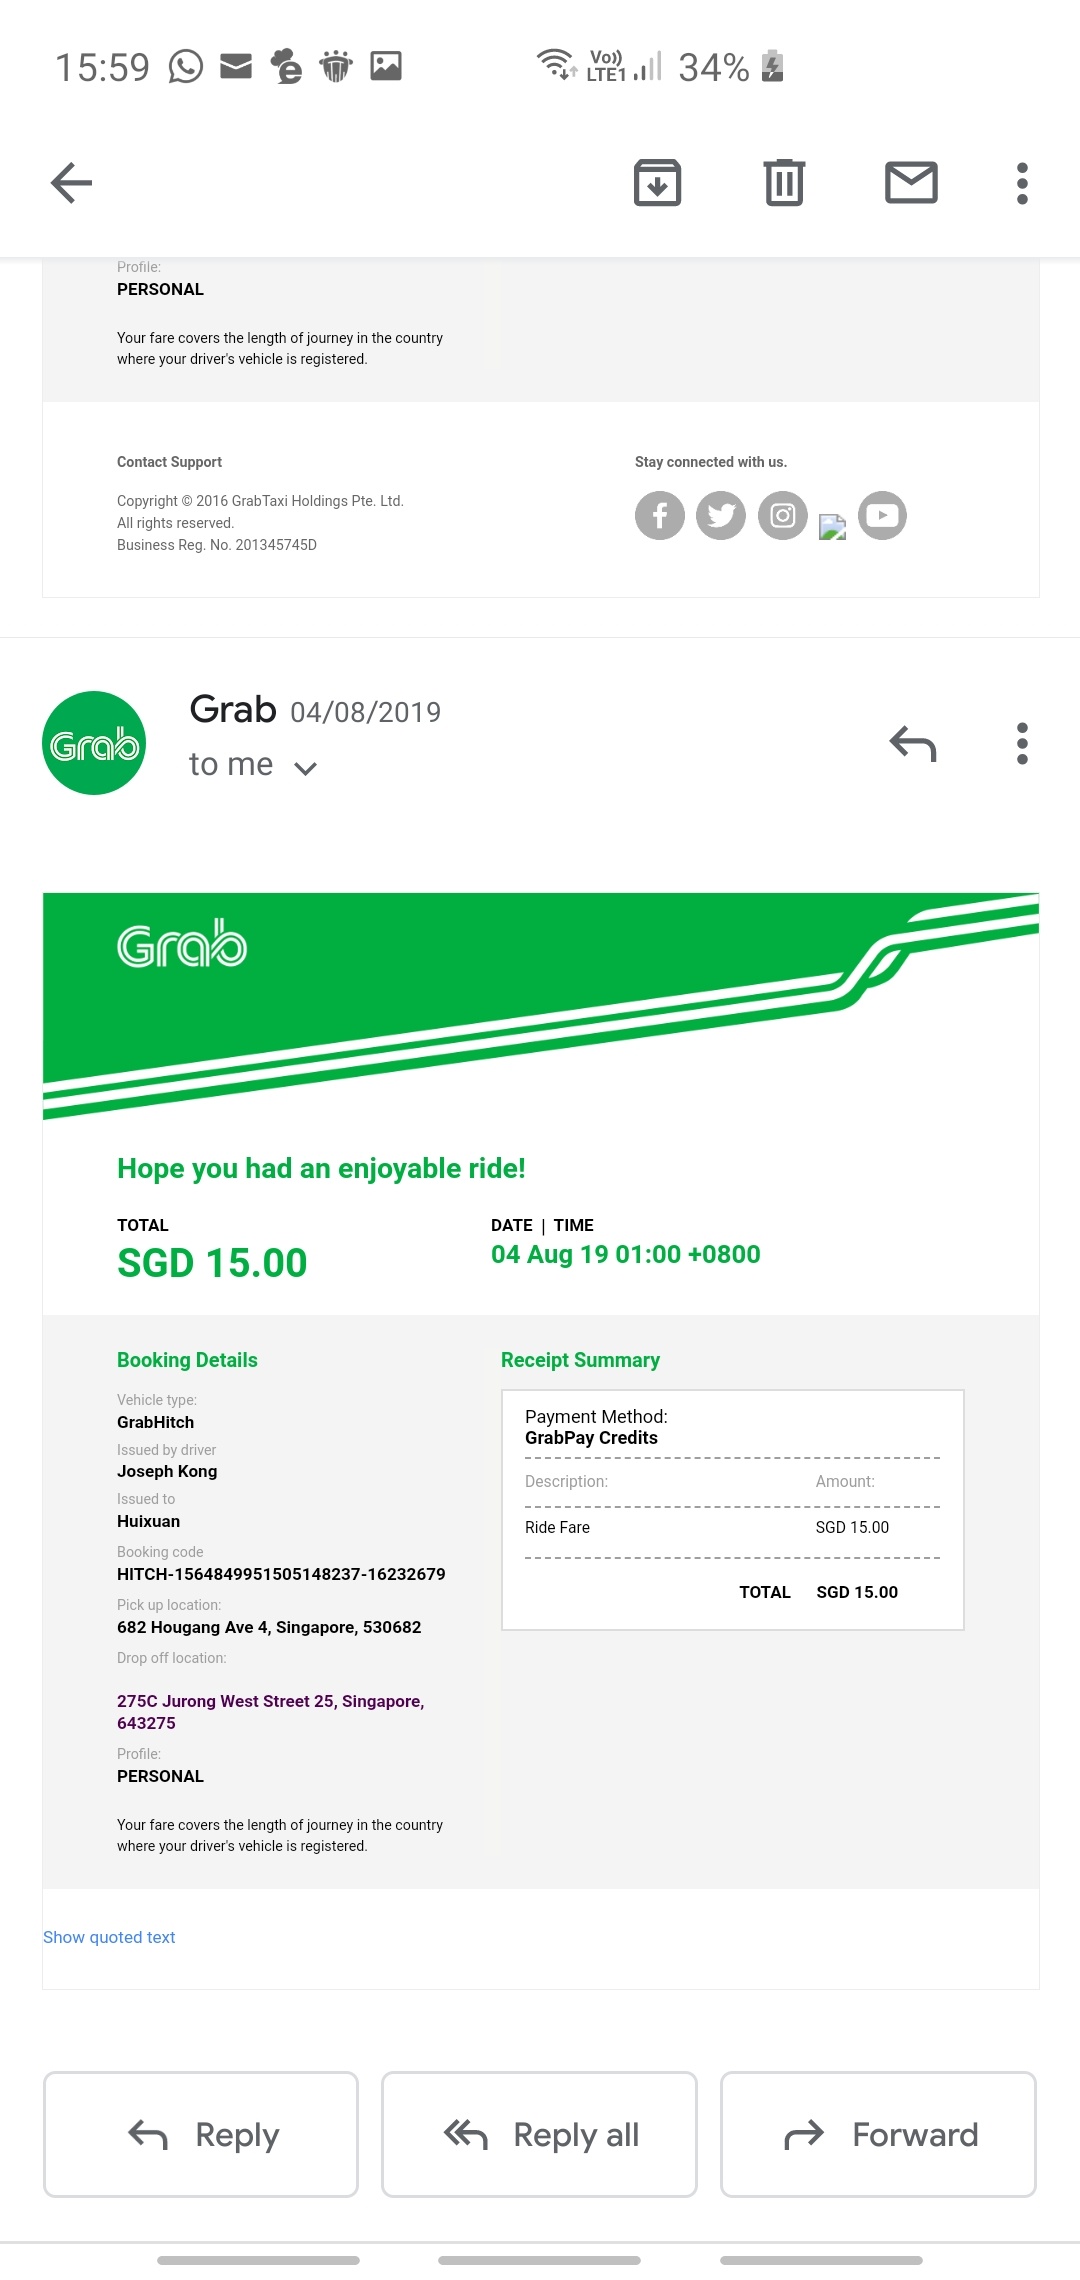 15:59
Vo))
LTE1
34%
Profile:
PERSONAL
Your fare covers the length of journey in the country
where your driver's vehicle is registered.
Contact Support
Stay connected with us.
Copyright © 2016 GrabTaxi Holdings Pte. Ltd.
All rights reserved.
Business Reg. No. 201345745D
Grab
Grab 04/08/2019
to me
Grab
Hope you had an enjoyable ride!
TOTAL
SGD 15.00
DATE | TIME
04 Aug 19 01:00 +0800
Booking Details
Vehicle type:
GrabHitch
Issued by driver
Joseph Kong
Issued to
Huixuan
Booking code
HITCH-1564849951505148237-16232679
Pick up location:
682 Hougang Ave 4, Singapore, 530682
Drop off location:
275C Jurong West Street 25, Singapore,
643275
Profile:
PERSONAL
Your fare covers the length of journey in the country
where your driver's vehicle is registered.
Receipt Summary
Payment Method:
GrabPay Credits
Description: Amount:
Ride Fare SGD 15.00
TOTAL SGD 15.00
Show quoted text
Reply
Reply all
Forward